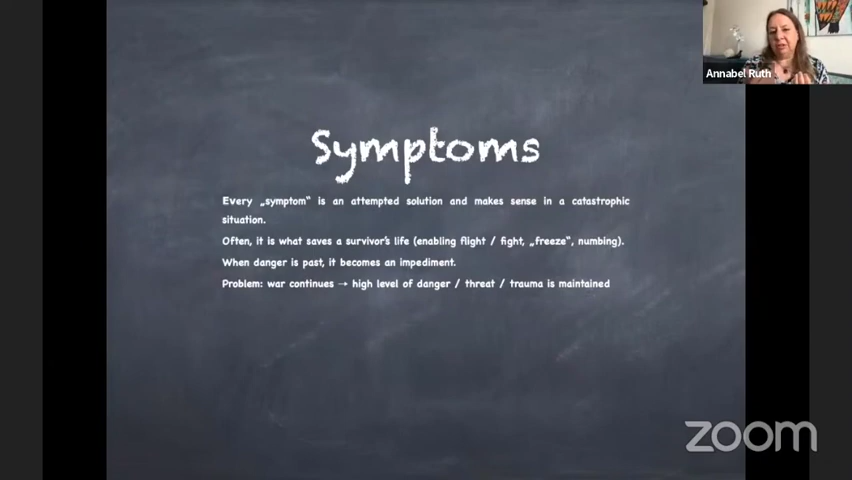 Annabel Ruth
Symptoms
Every „symptom“ is an attempted solution and makes sense in a catastrophic
situation.
Often, it is what saves a survivor's life (enabling flight / fight, „freeze“, numbing).
When danger is past, it becomes an impediment.
Problem: war continues → high level of danger / threat / trauma is maintained
zoom